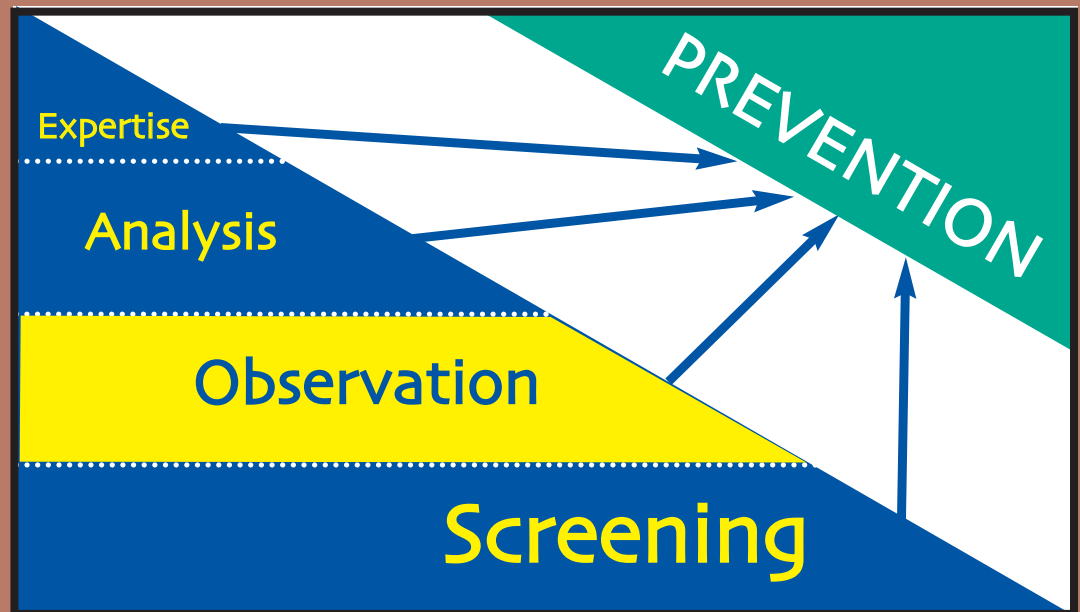 PREVENTION
Expertise
Analysis
Observation
Screening